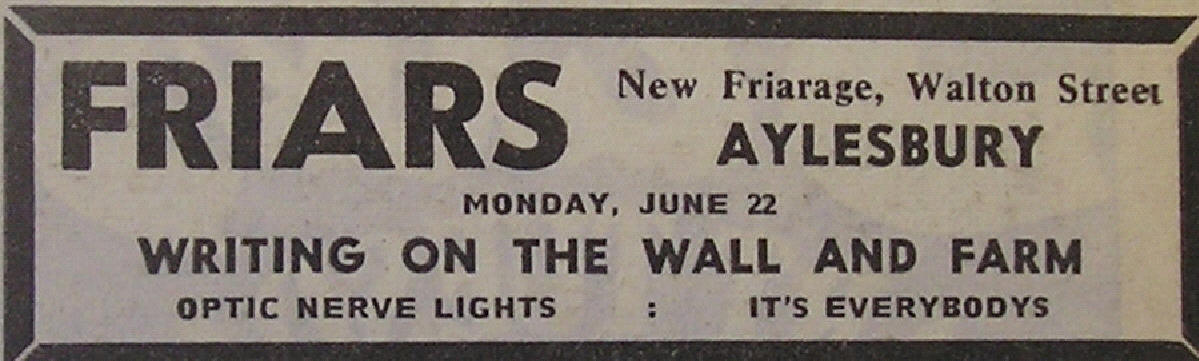 FRIARS
New Friarage, Walton Street
AYLESBURY
MONDAY, JUNE 22
WRITING ON THE WALL AND FARM
OPTIC NERVE LIGHTS : IT'S EVERYBODYS